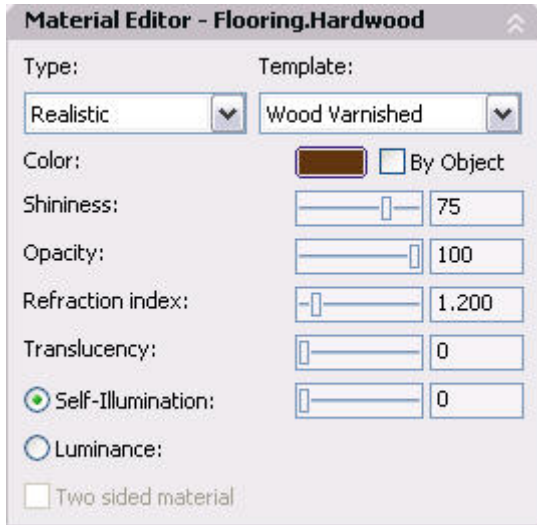 Material Editor - Flooring.Hardwood
Type: Template:
Realistic Wood Varnished
Color: By Object
Shininess: 75
Opacity: 100
Refraction index: 1.200
Translucency: 0
Self-Illumination: 0
Luminance:
Two sided material